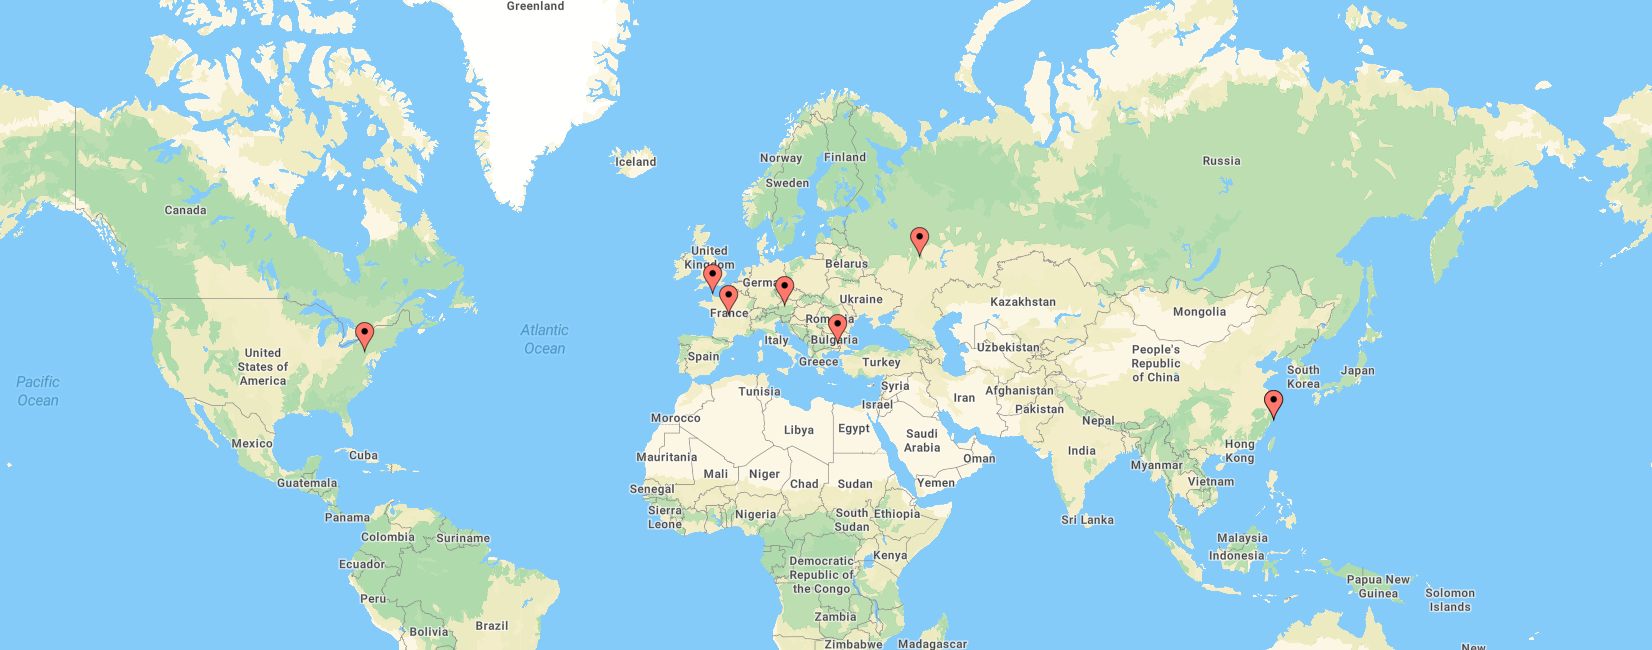 Greenland
Iceland
Norway
Finland
Sweden
Russia
Canada
United
Kingdom
Belarus
Germa
Ukraine
Kazakhstan
Mongolia
France
Romania
Bulgaria
Italy
Spain
Greece
Turkey
Uzbekistan
People's
Republic
of China
South
Korea
Japan
Atlantic
Ocean
United
States of
America
Pacific
Ocean
Tunisia
Syria
Israel
Iran
Afghanistan
Pakistan
Nepal
Morocco
Libya
Egypt
Saudi
Arabia
Oman
India
Hong
Kong
Mexico
Cuba
Mauritania
Mali
Niger
Chad
Sudan
Yemen
Myanmar
Vietnam
Guatemala
Senegal
Sierra
Leone
Nigeria
South
Sudan
Ethiopia
Sri Lanka
Panama
Colombia
Suriname
Malaysia
Indonesia
Ecuador
Kenya
Democratic
Republic of
the Congo
Papua New
Guinea
Solomon
Islands
Peru
Brazil
Bolivia
Zambia
Zimbabwe
Madagascar
New